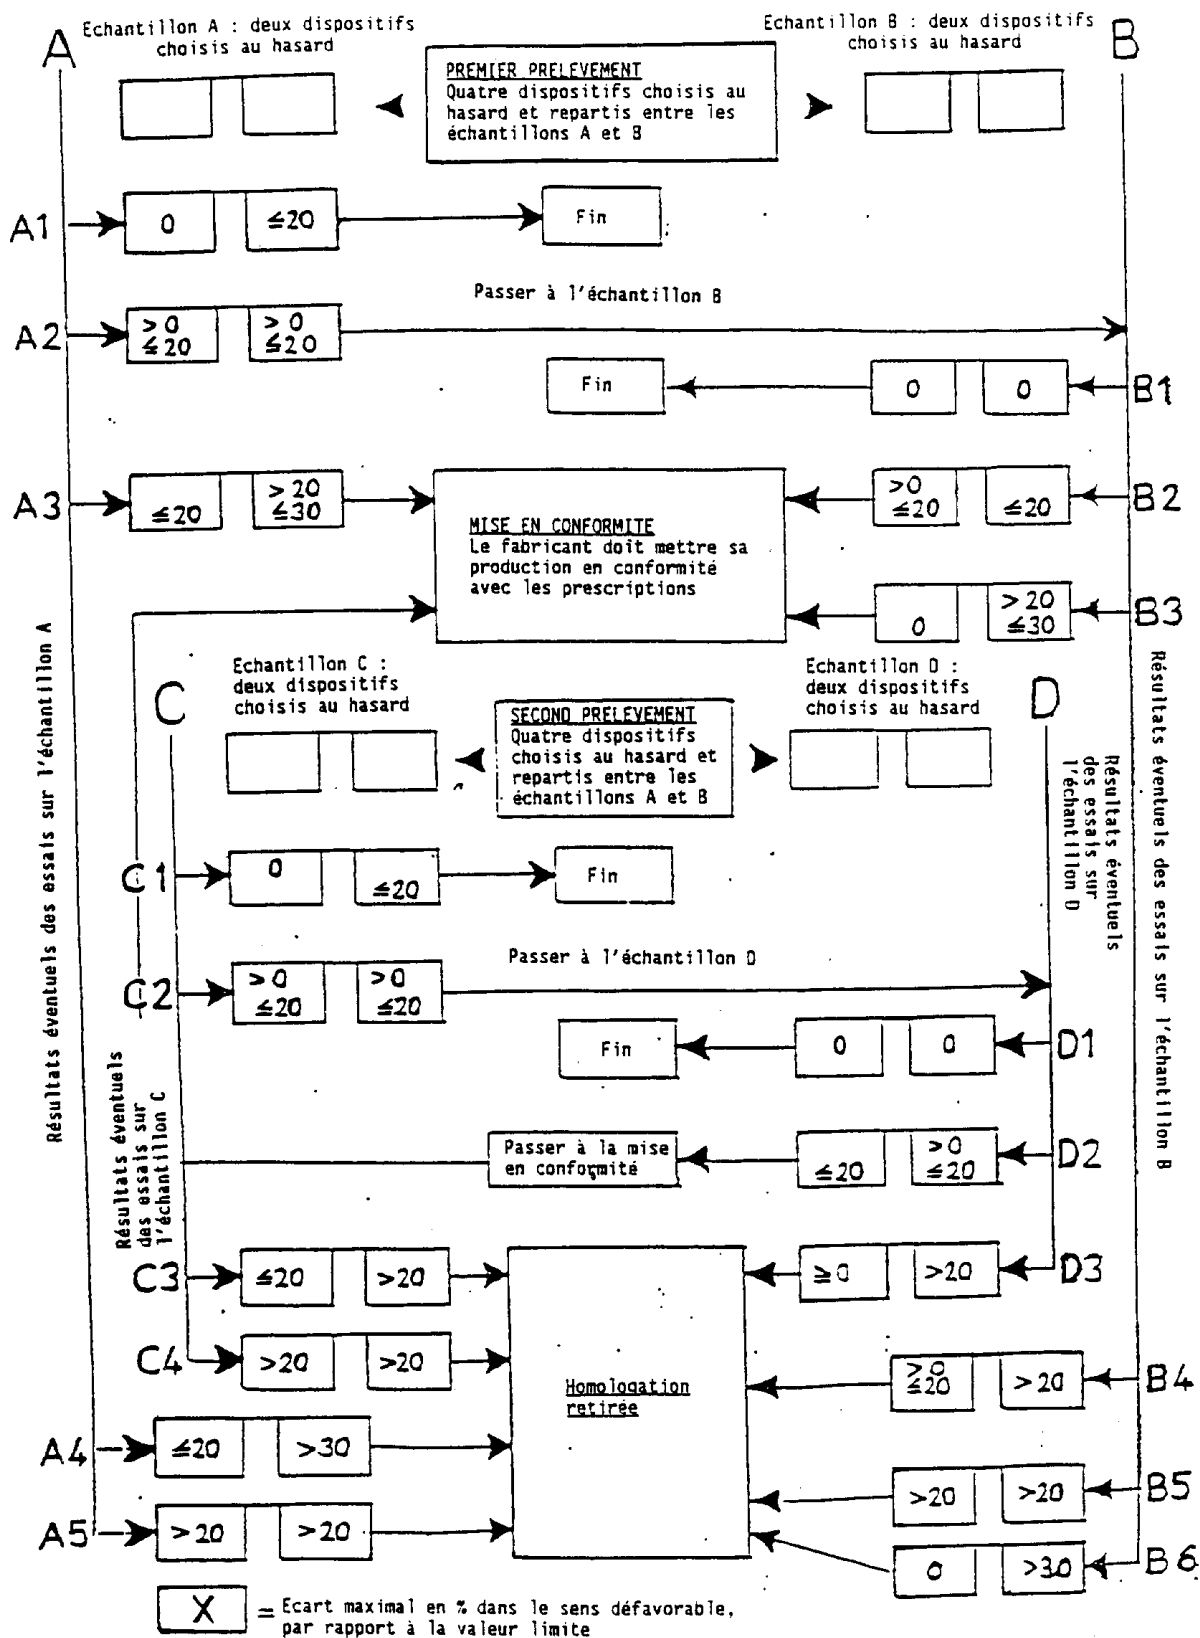 A
Echantillon A : deux dispositifs
choisis au hasard
PREMIER PRELEVEMENT
Quatre dispositifs choisis au
hasard et repartis entre les
échantillons A et B
Echantillon B : deux dispositifs
choisis au hasard
B
A1
0
≤20
Fin
Passer à l'échantillon B
A2
>0
≤20
>0
≤20
Fin
0
0
B1
A3
≤20
>20
≤30
MISE EN CONFORMITE
Le fabricant doit mettre sa
production en conformité
avec les prescriptions
>0
≤20
≤20
B2
0
>20
≤30
B3
Résultats éventuels des essais sur l'échantillon A
C
Echantillon C :
deux dispositifs
choisis au hasard
SECOND PRELEVEMENT
Quatre dispositifs
choisis au hasard et
repartis entre les
échantillons A et B
Echantillon D :
deux dispositifs
choisis au hasard
D
Résultats éventuels
des essais sur
l'échantillon D
Résultats éventuels des essais sur l'échantillon B
C1
0
≤20
Fin
Passer à l'échantillon D
C2
>0
≤20
>0
≤20
Fin
0
0
D1
Résultats éventuels
des essais sur
l'échantillon C
Passer à la mise
en conformité
≤20
>0
≤20
D2
C3
≤20
>20
≥0
>20
D3
C4
>20
>20
Homologation
retirée
>0
≤20
>20
B4
A4
≤20
>30
>20
>20
B5
A5
>20
>20
0
>30
B6
X
= Ecart maximal en % dans le sens défavorable,
par rapport à la valeur limite